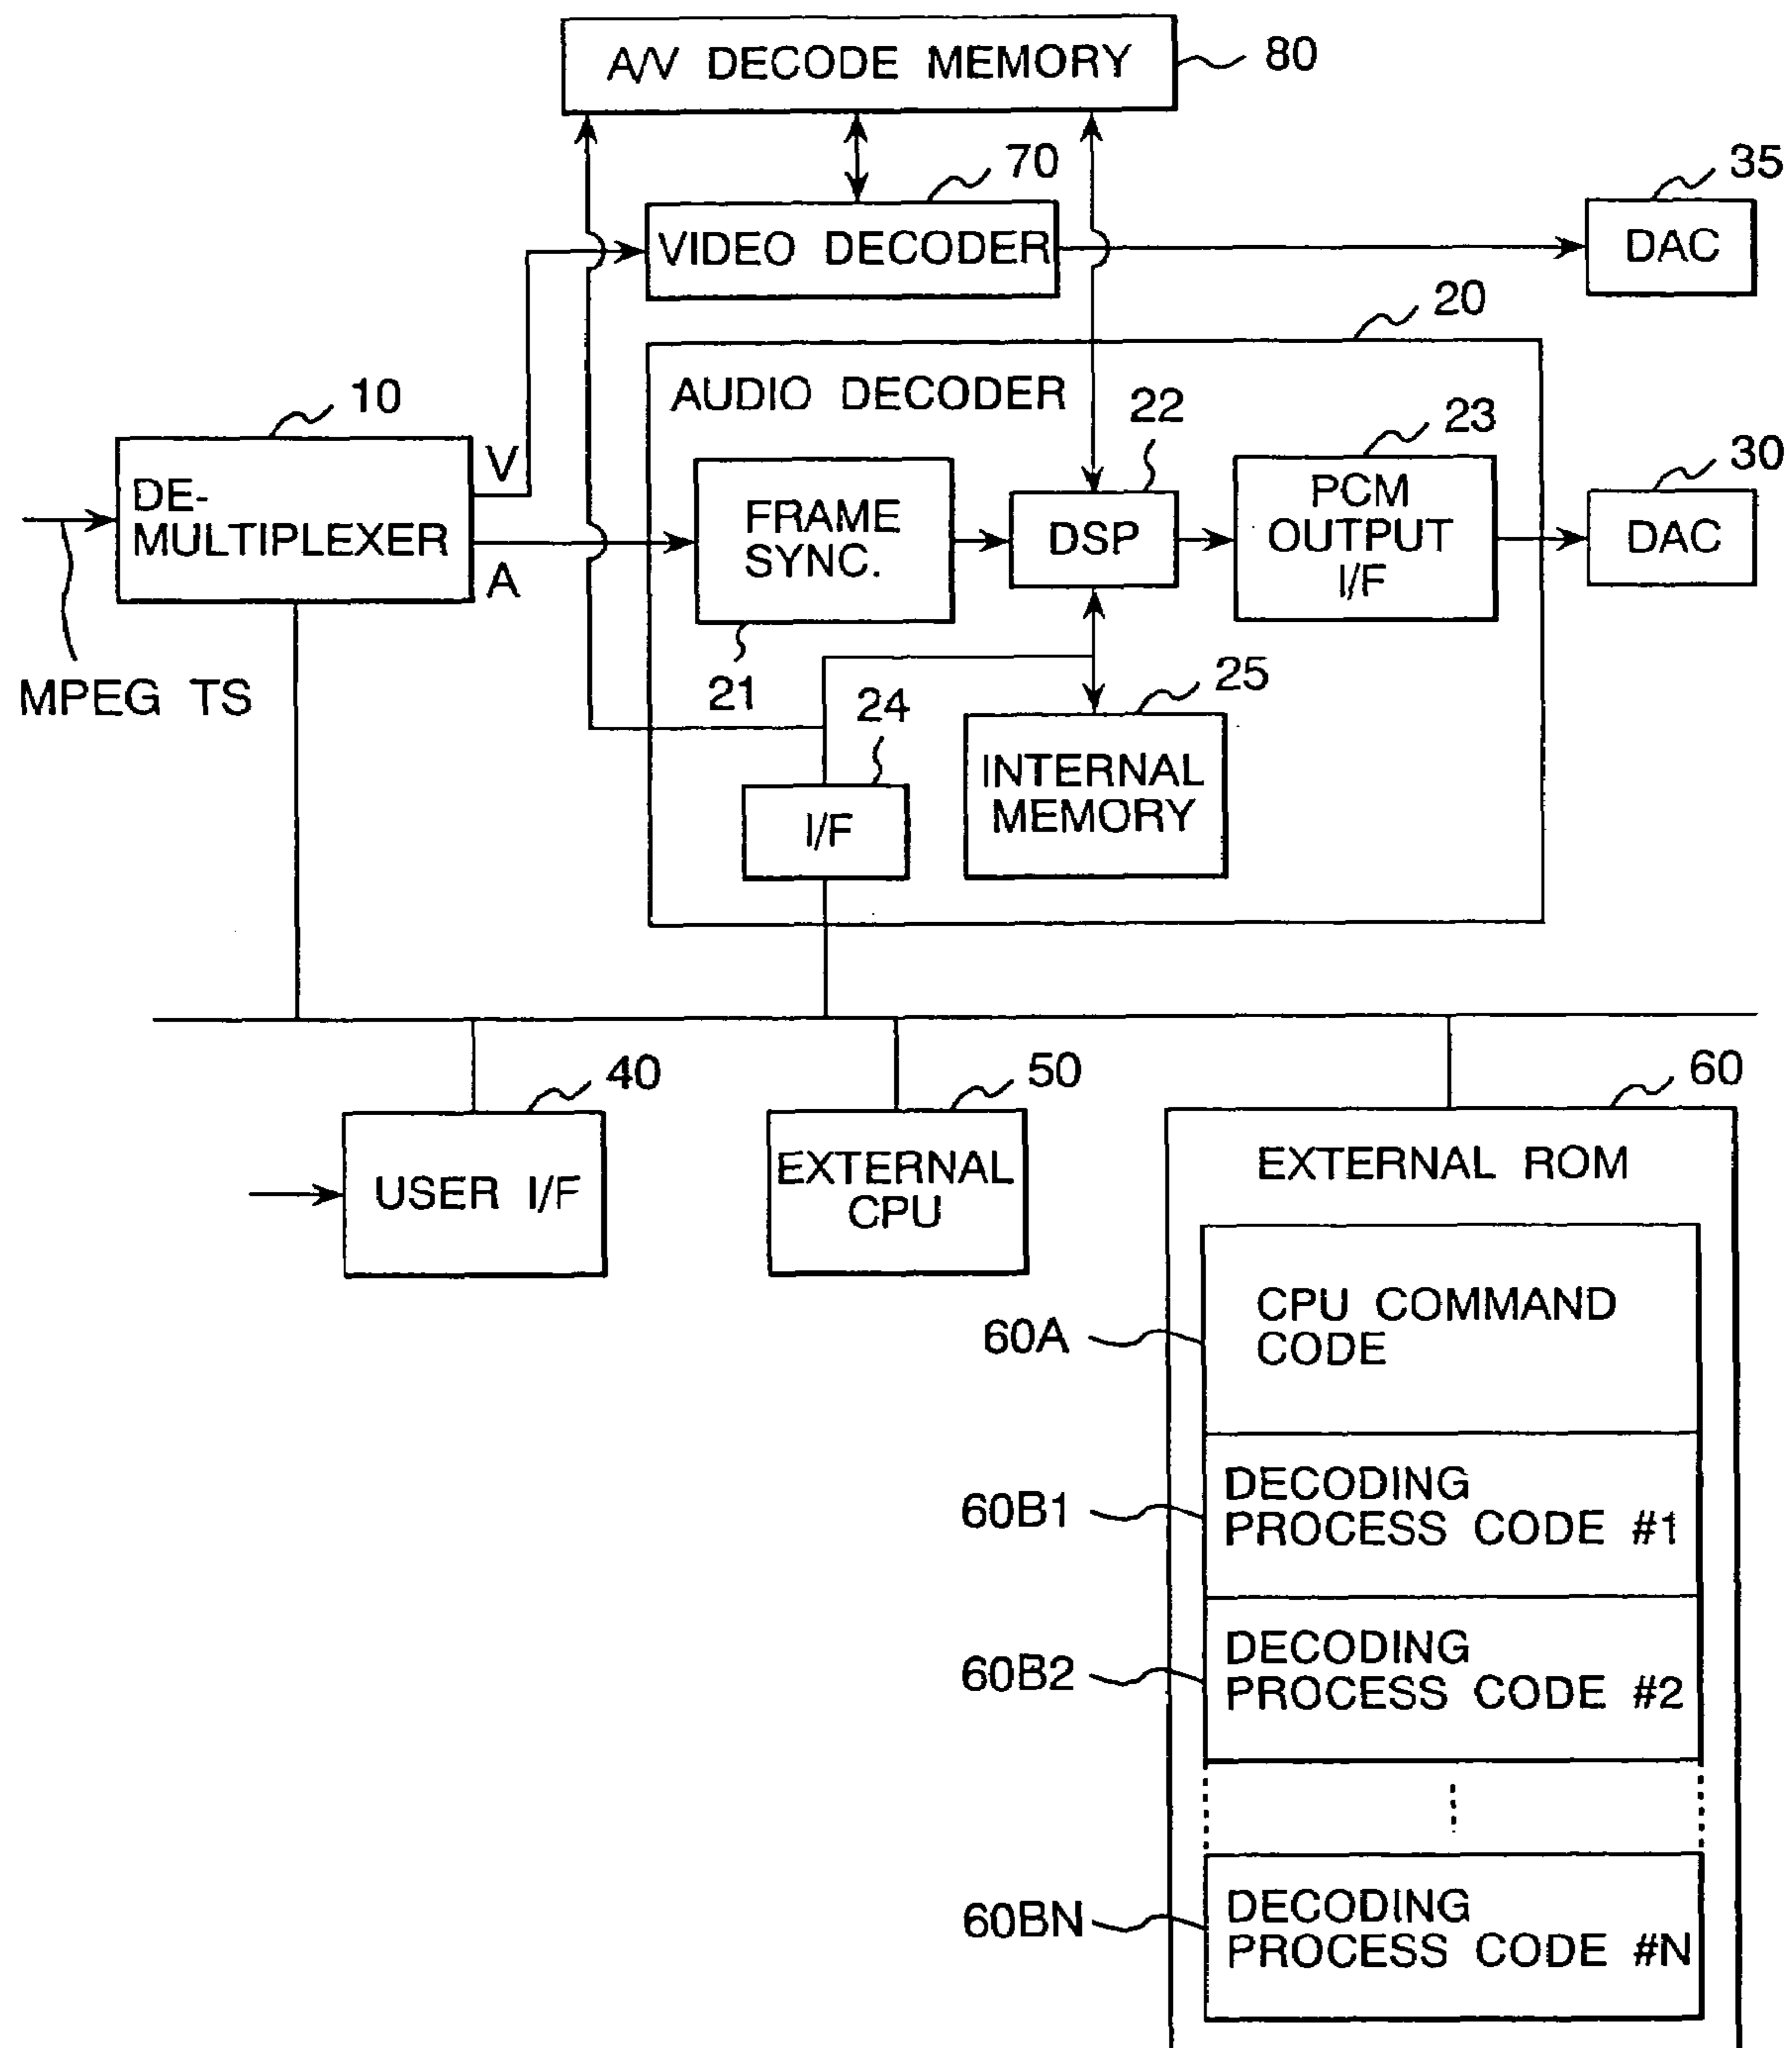 A/V DECODE MEMORY
80
70
VIDEO DECODER
35
DAC
20
AUDIO DECODER
10
DE-
MULTIPLEXER
V
A
MPEG TS
FRAME
SYNC.
21
22
DSP
23
PCM
OUTPUT
I/F
30
DAC
24
I/F
25
INTERNAL
MEMORY
40
USER I/F
50
EXTERNAL
CPU
60
EXTERNAL ROM
60A
CPU COMMAND
CODE
60B1
DECODING
PROCESS CODE #1
60B2
DECODING
PROCESS CODE #2
60BN
DECODING
PROCESS CODE #N